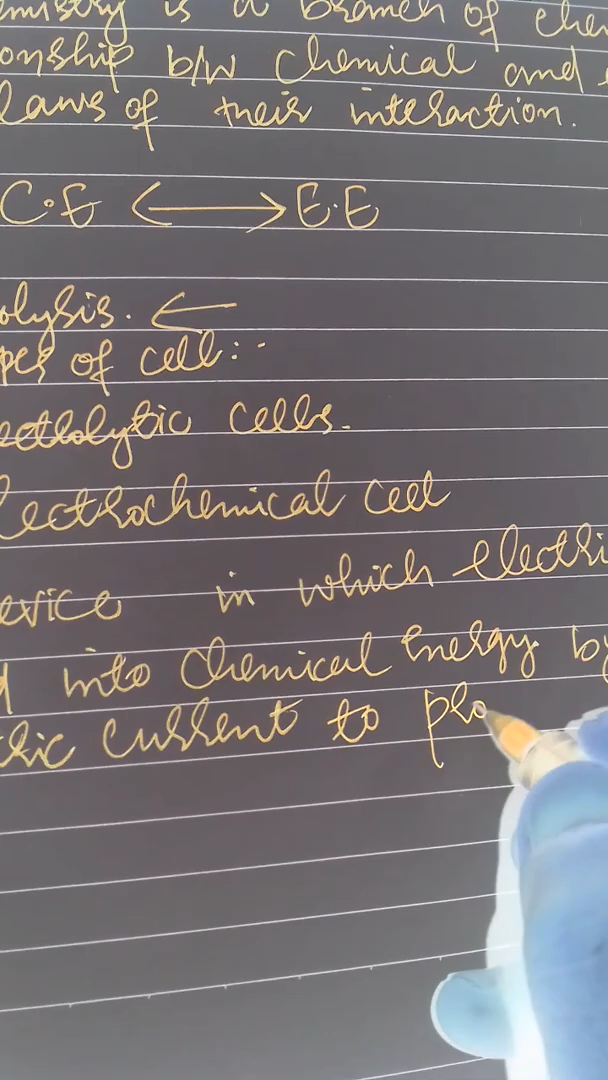 emistry is a branch of chem
onship b/w chemical and
laws of their interaction.
C.E ⟷ E.E
olysis. ←
pes of cell:-
ectrolytic cells.
lectrochemical cell
evice in which electri
into chemical Energy by
tric current to pro